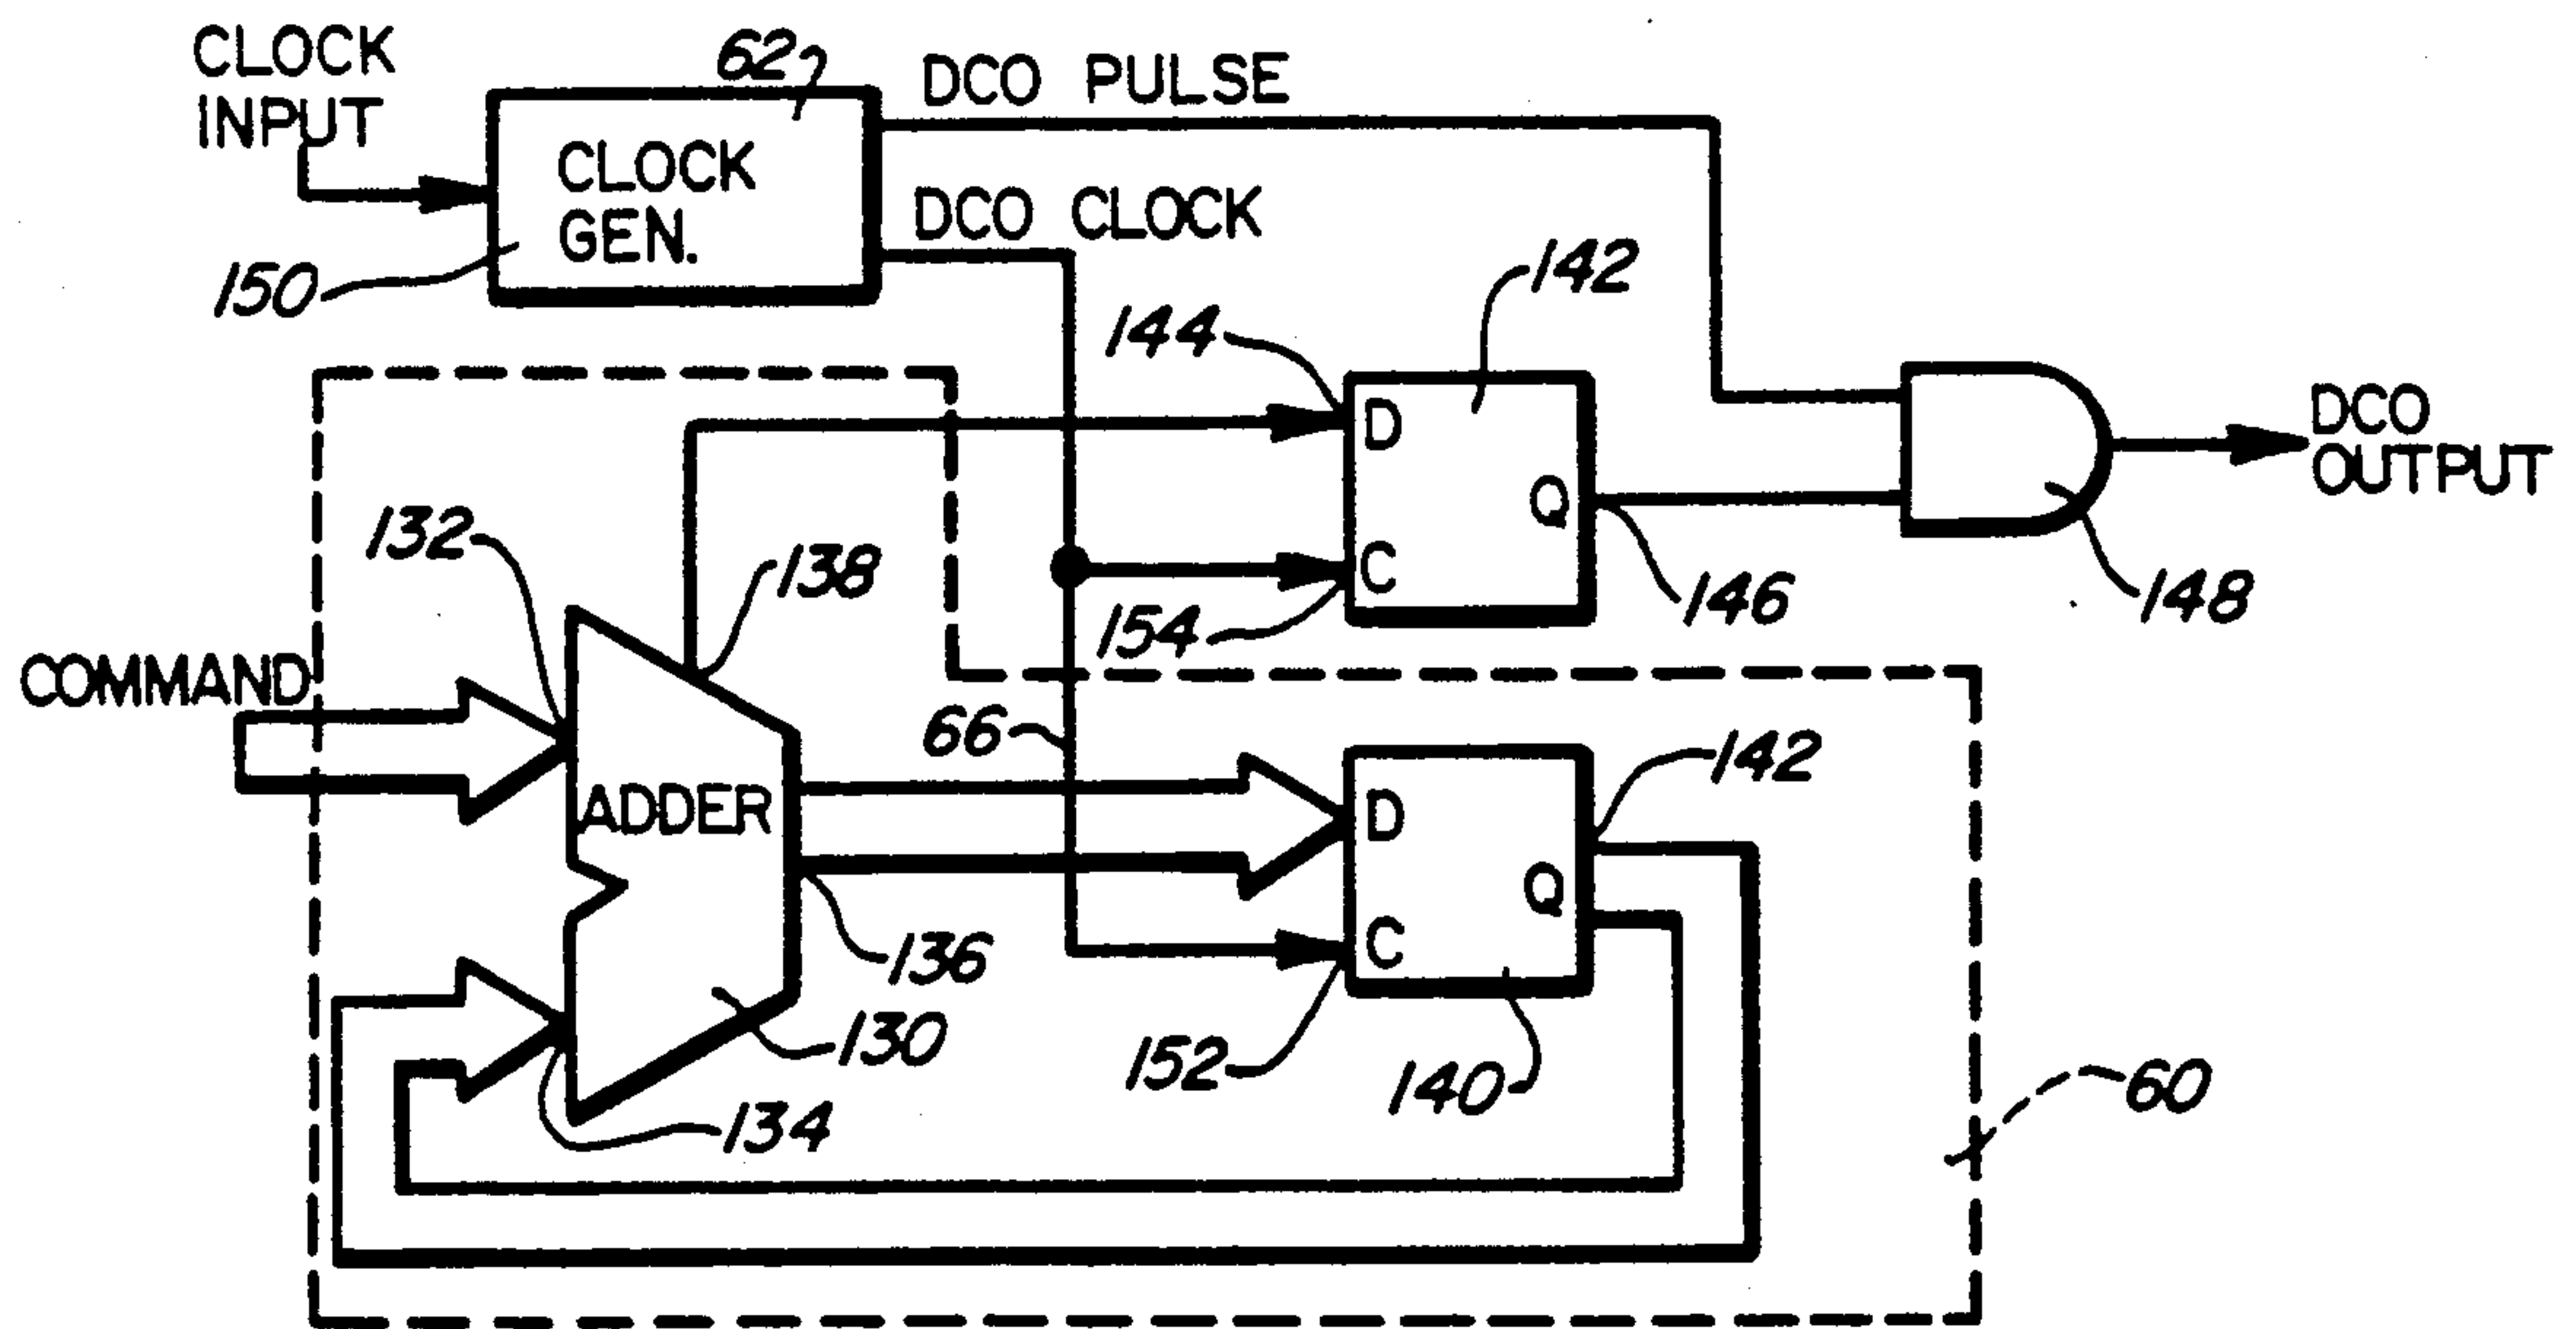 CLOCK
INPUT
62
CLOCK
GEN.
150
DCO PULSE
DCO CLOCK
142
144
D
Q
C
154
146
148
DCO
OUTPUT
132
138
COMMAND
ADDER
66
142
D
Q
C
136
130
134
152
140
60